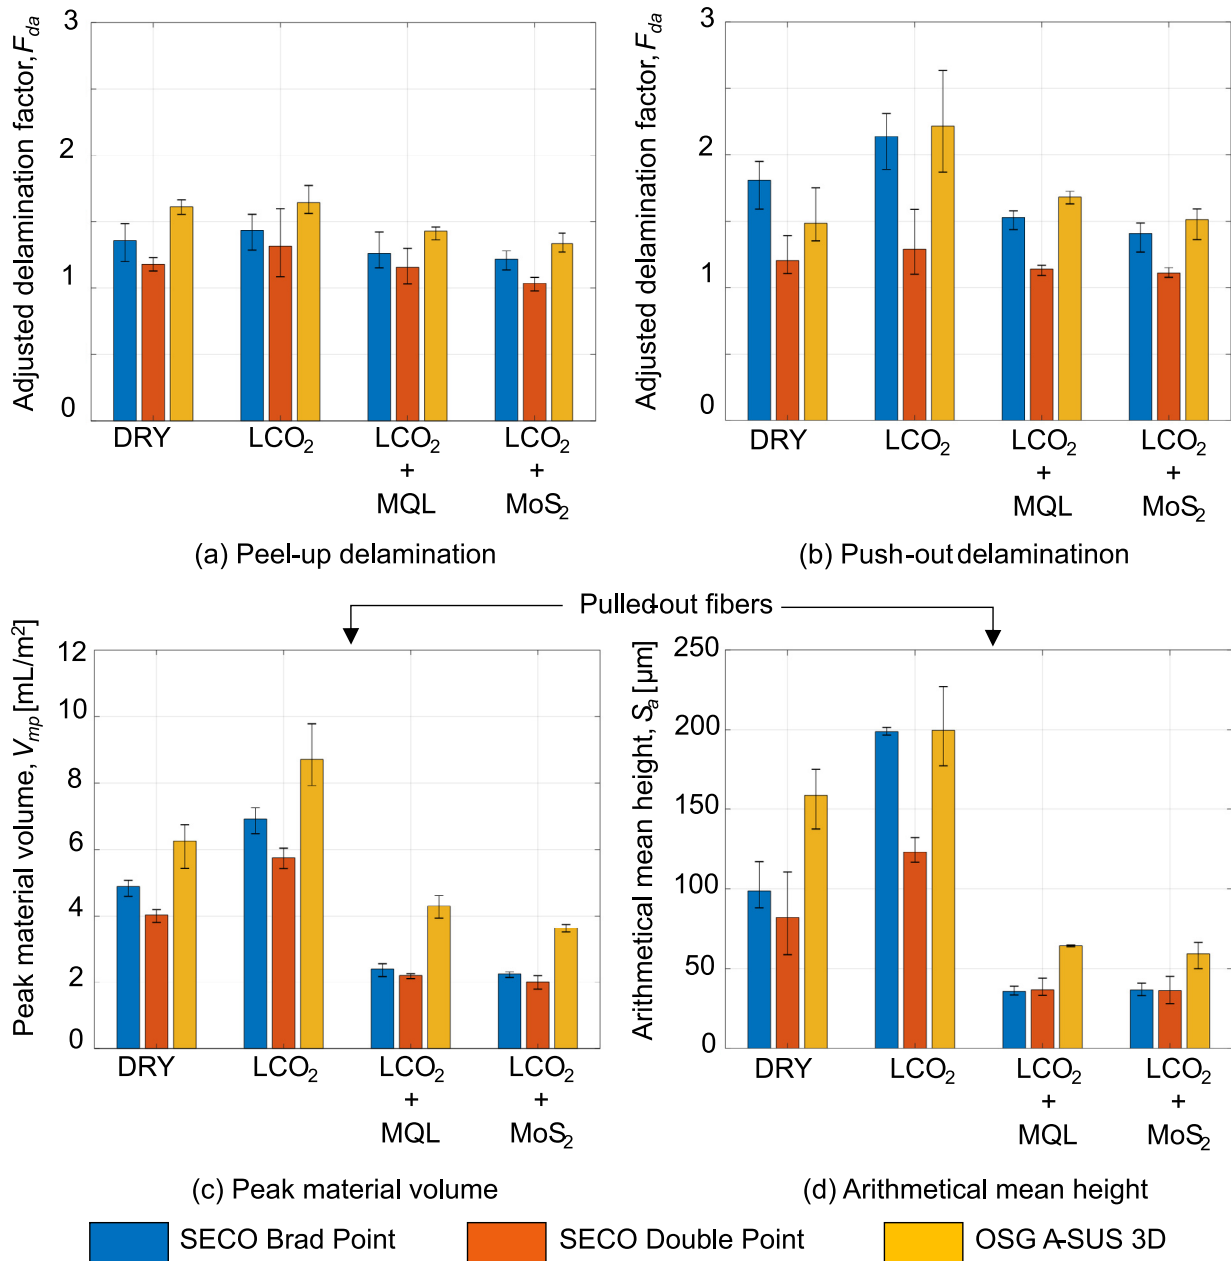 3
2
1
0
Adjusted delamination factor, F_da
DRY
LCO₂
LCO₂
+
MQL
LCO₂
+
MoS₂
(a) Peel-up delamination
3
2
1
0
Adjusted delamination factor, F_da
DRY
LCO₂
LCO₂
+
MQL
LCO₂
+
MoS₂
(b) Push-out delaminatinon
Pulled-out fibers
12
10
8
6
4
2
0
Peak material volume, V_mp [mL/m²]
DRY
LCO₂
LCO₂
+
MQL
LCO₂
+
MoS₂
(c) Peak material volume
250
200
150
100
50
0
Arithmetical mean height, S_a [µm]
DRY
LCO₂
LCO₂
+
MQL
LCO₂
+
MoS₂
(d) Arithmetical mean height
SECO Brad Point
SECO Double Point
OSG A-SUS 3D